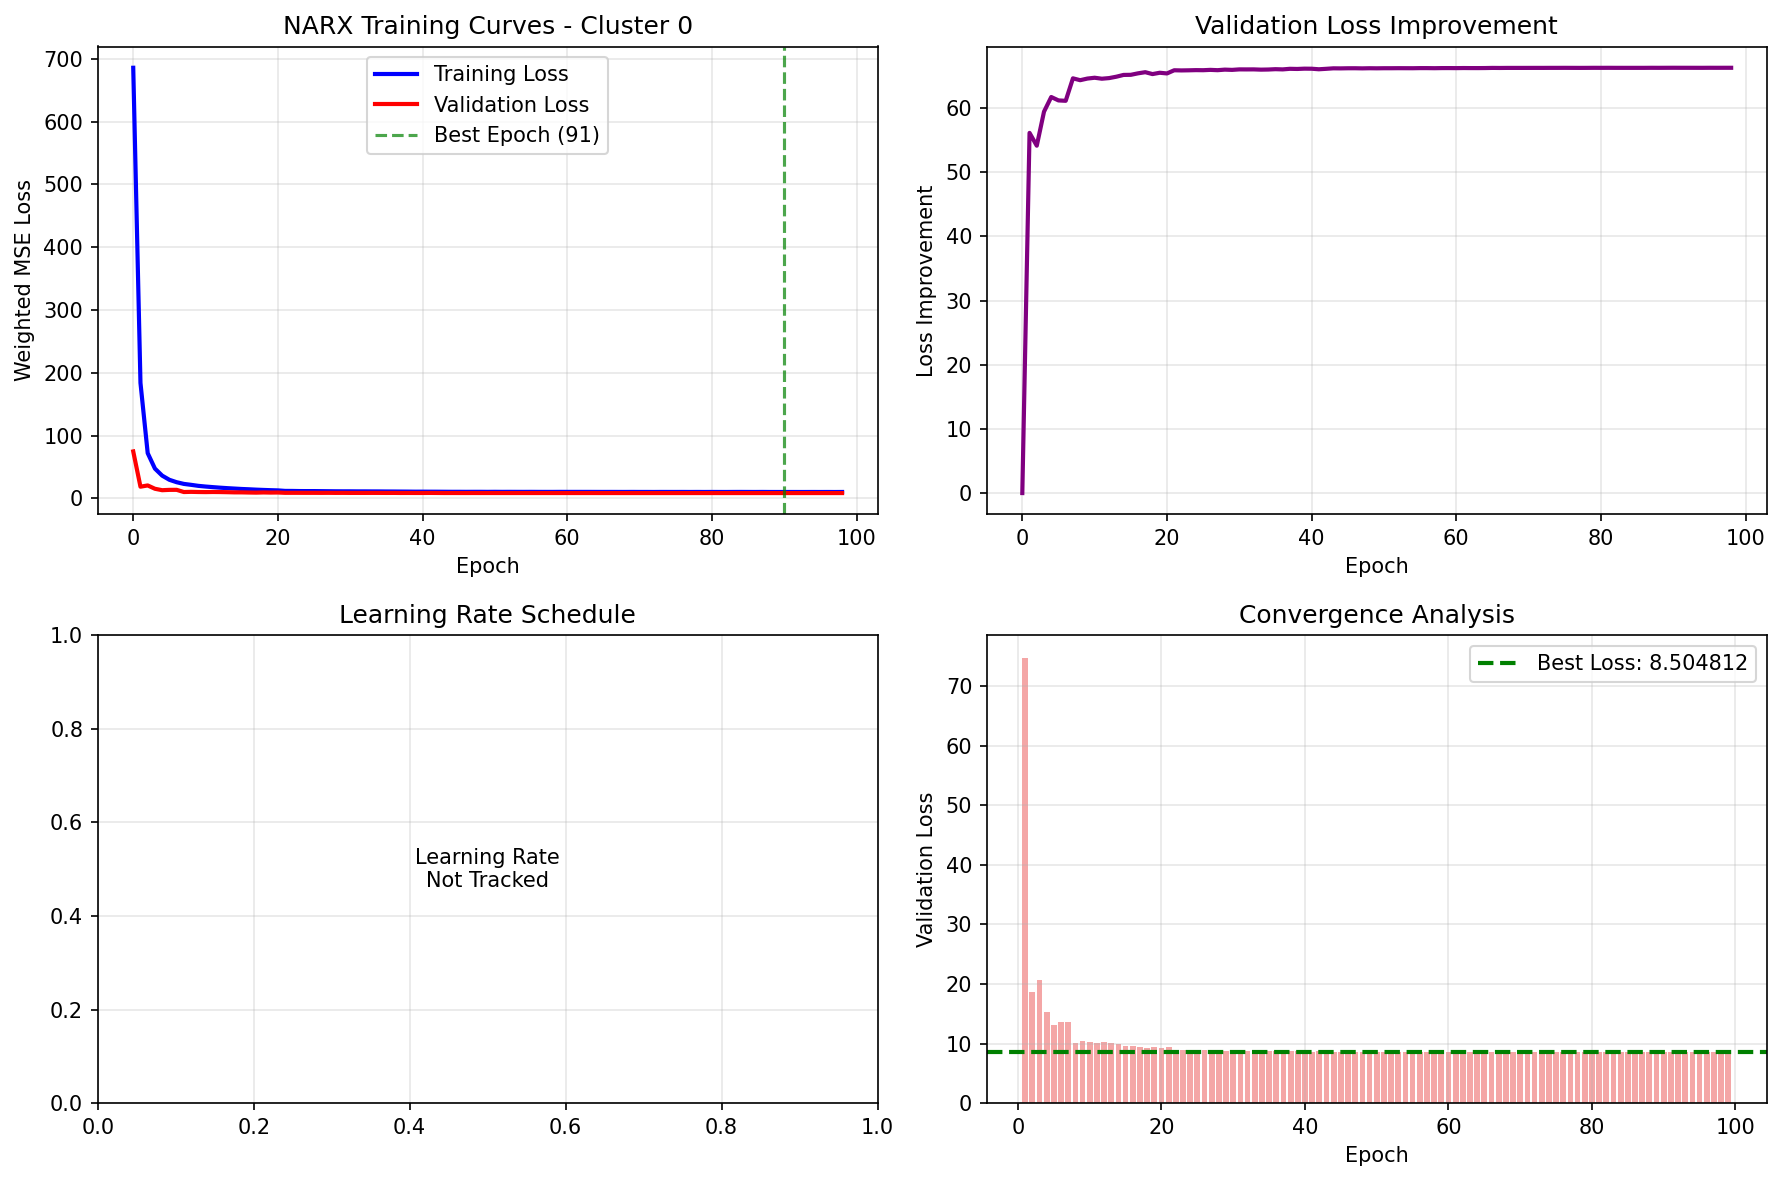 NARX Training Curves - Cluster 0
700
600
500
400
300
200
100
0
Weighted MSE Loss
Training Loss
Validation Loss
Best Epoch (91)
0 20 40 60 80 100
Epoch
Validation Loss Improvement
60
50
40
30
20
10
0
Loss Improvement
0 20 40 60 80 100
Epoch
Learning Rate Schedule
1.0
0.8
0.6
0.4
0.2
0.0
Learning Rate
Not Tracked
0.0 0.2 0.4 0.6 0.8 1.0
Convergence Analysis
70
60
50
40
30
20
10
0
Validation Loss
Best Loss: 8.504812
0 20 40 60 80 100
Epoch